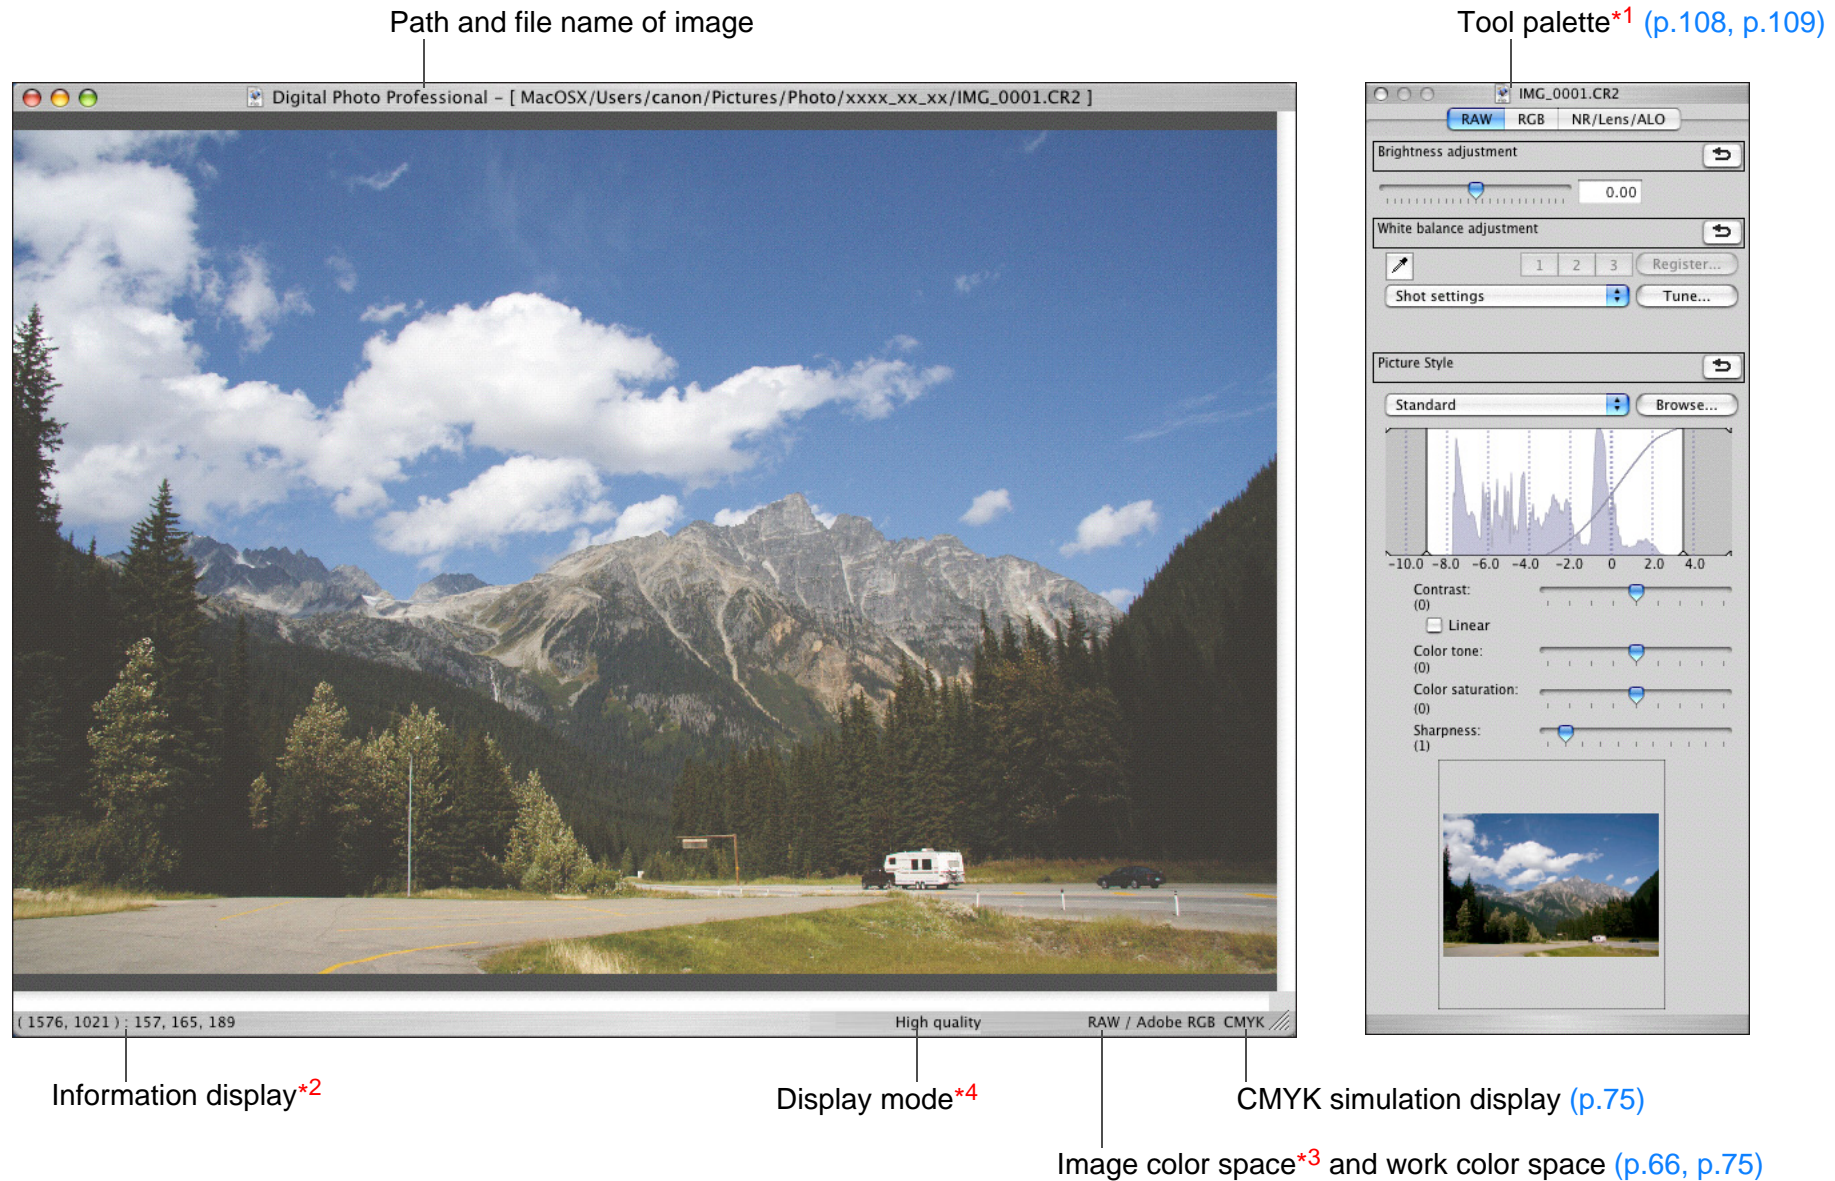 Path and file name of image
Tool palette*1 (p.108, p.109)
Digital Photo Professional – [ MacOSX/Users/canon/Pictures/Photo/xxxx_xx_xx/IMG_0001.CR2 ]
IMG_0001.CR2
RAW RGB NR/Lens/ALO
Brightness adjustment
0.00
White balance adjustment
1 2 3 Register...
Shot settings Tune...
Picture Style
Standard Browse...
-10.0 -8.0 -6.0 -4.0 -2.0 0 2.0 4.0
Contrast:
(0)
Linear
Color tone:
(0)
Color saturation:
(0)
Sharpness:
(1)
( 1576, 1021 ) : 157, 165, 189
High quality
RAW / Adobe RGB CMYK
Information display*2
Display mode*4
CMYK simulation display (p.75)
Image color space*3 and work color space (p.66, p.75)